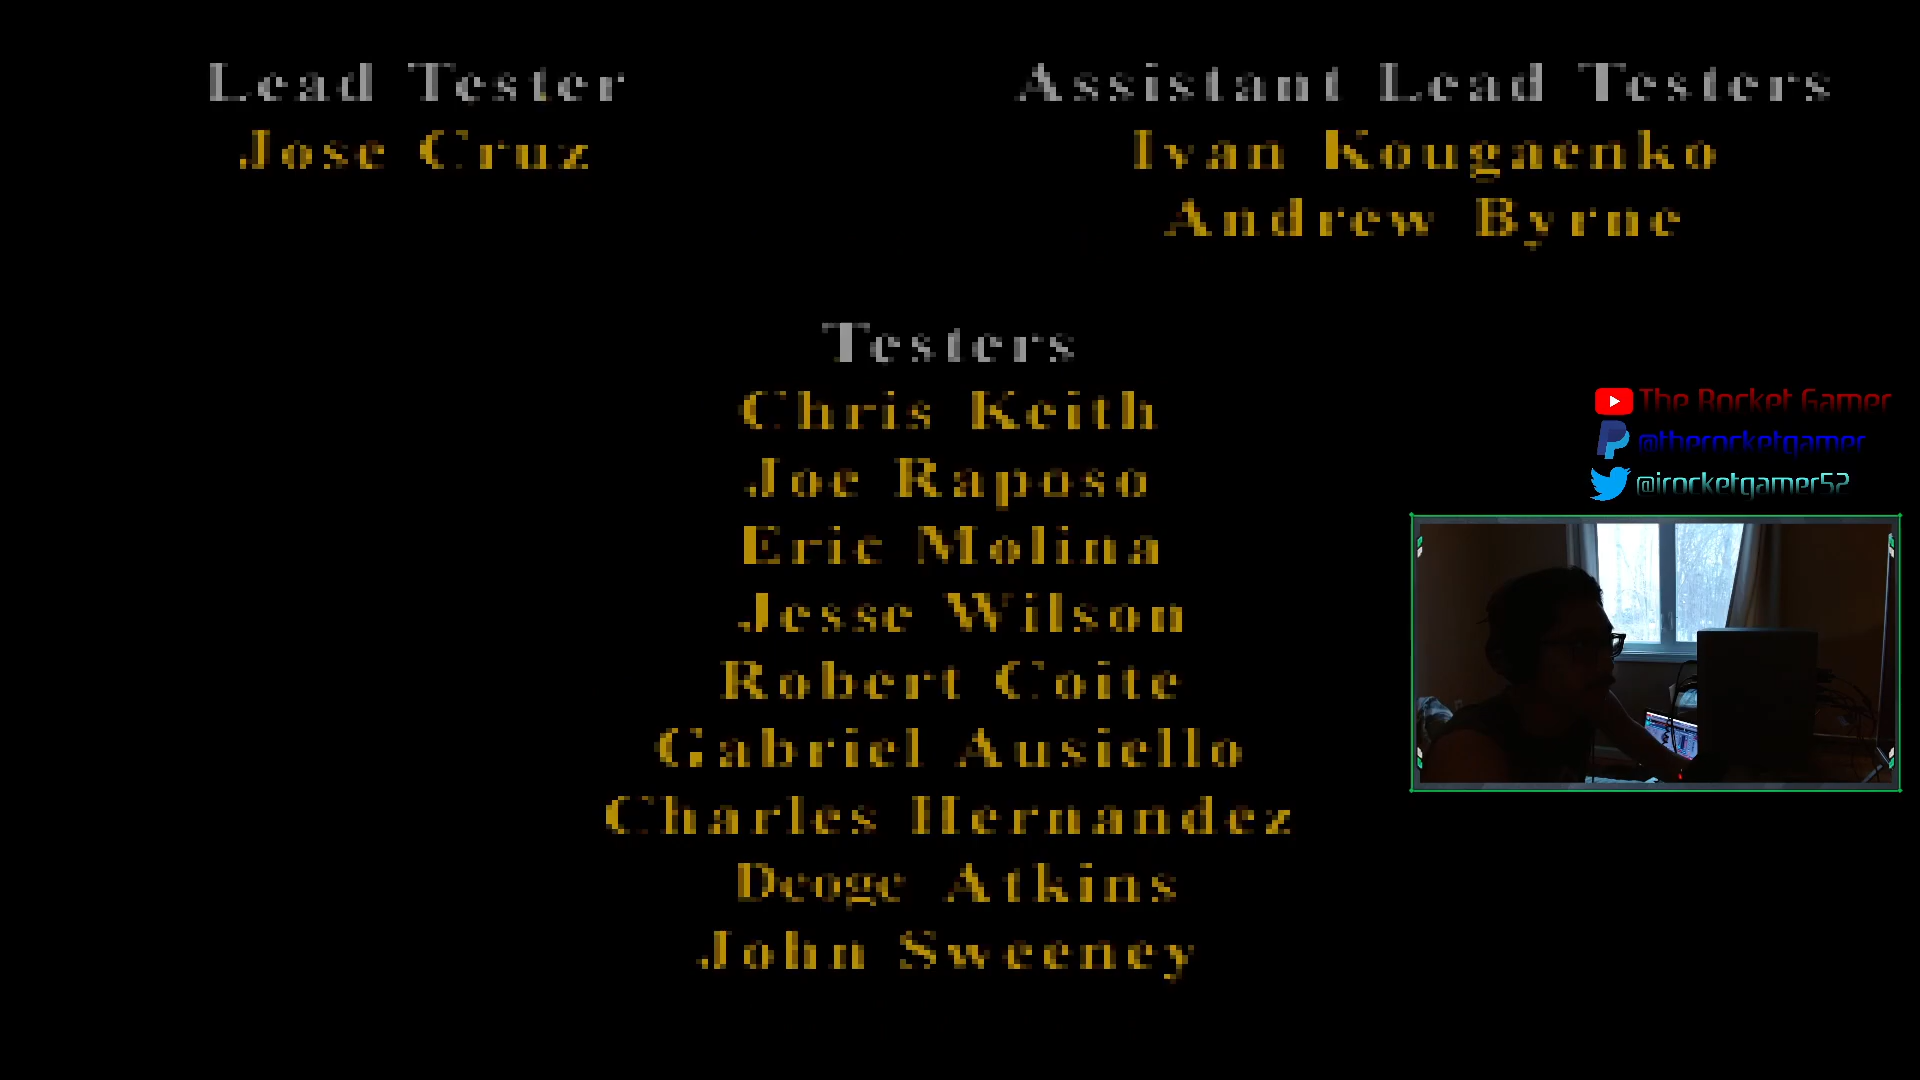 Lead Tester
Jose Cruz
Assistant Lead Testers
Ivan Kougaenko
Andrew Byrne
Testers
Chris Keith
Joe Raposo
Eric Molina
Jesse Wilson
Robert Coite
Gabriel Ausiello
Charles Hernandez
Deoge Atkins
John Sweeney
The Rocket Gamer
@therocketgamer
@irocketgamer52